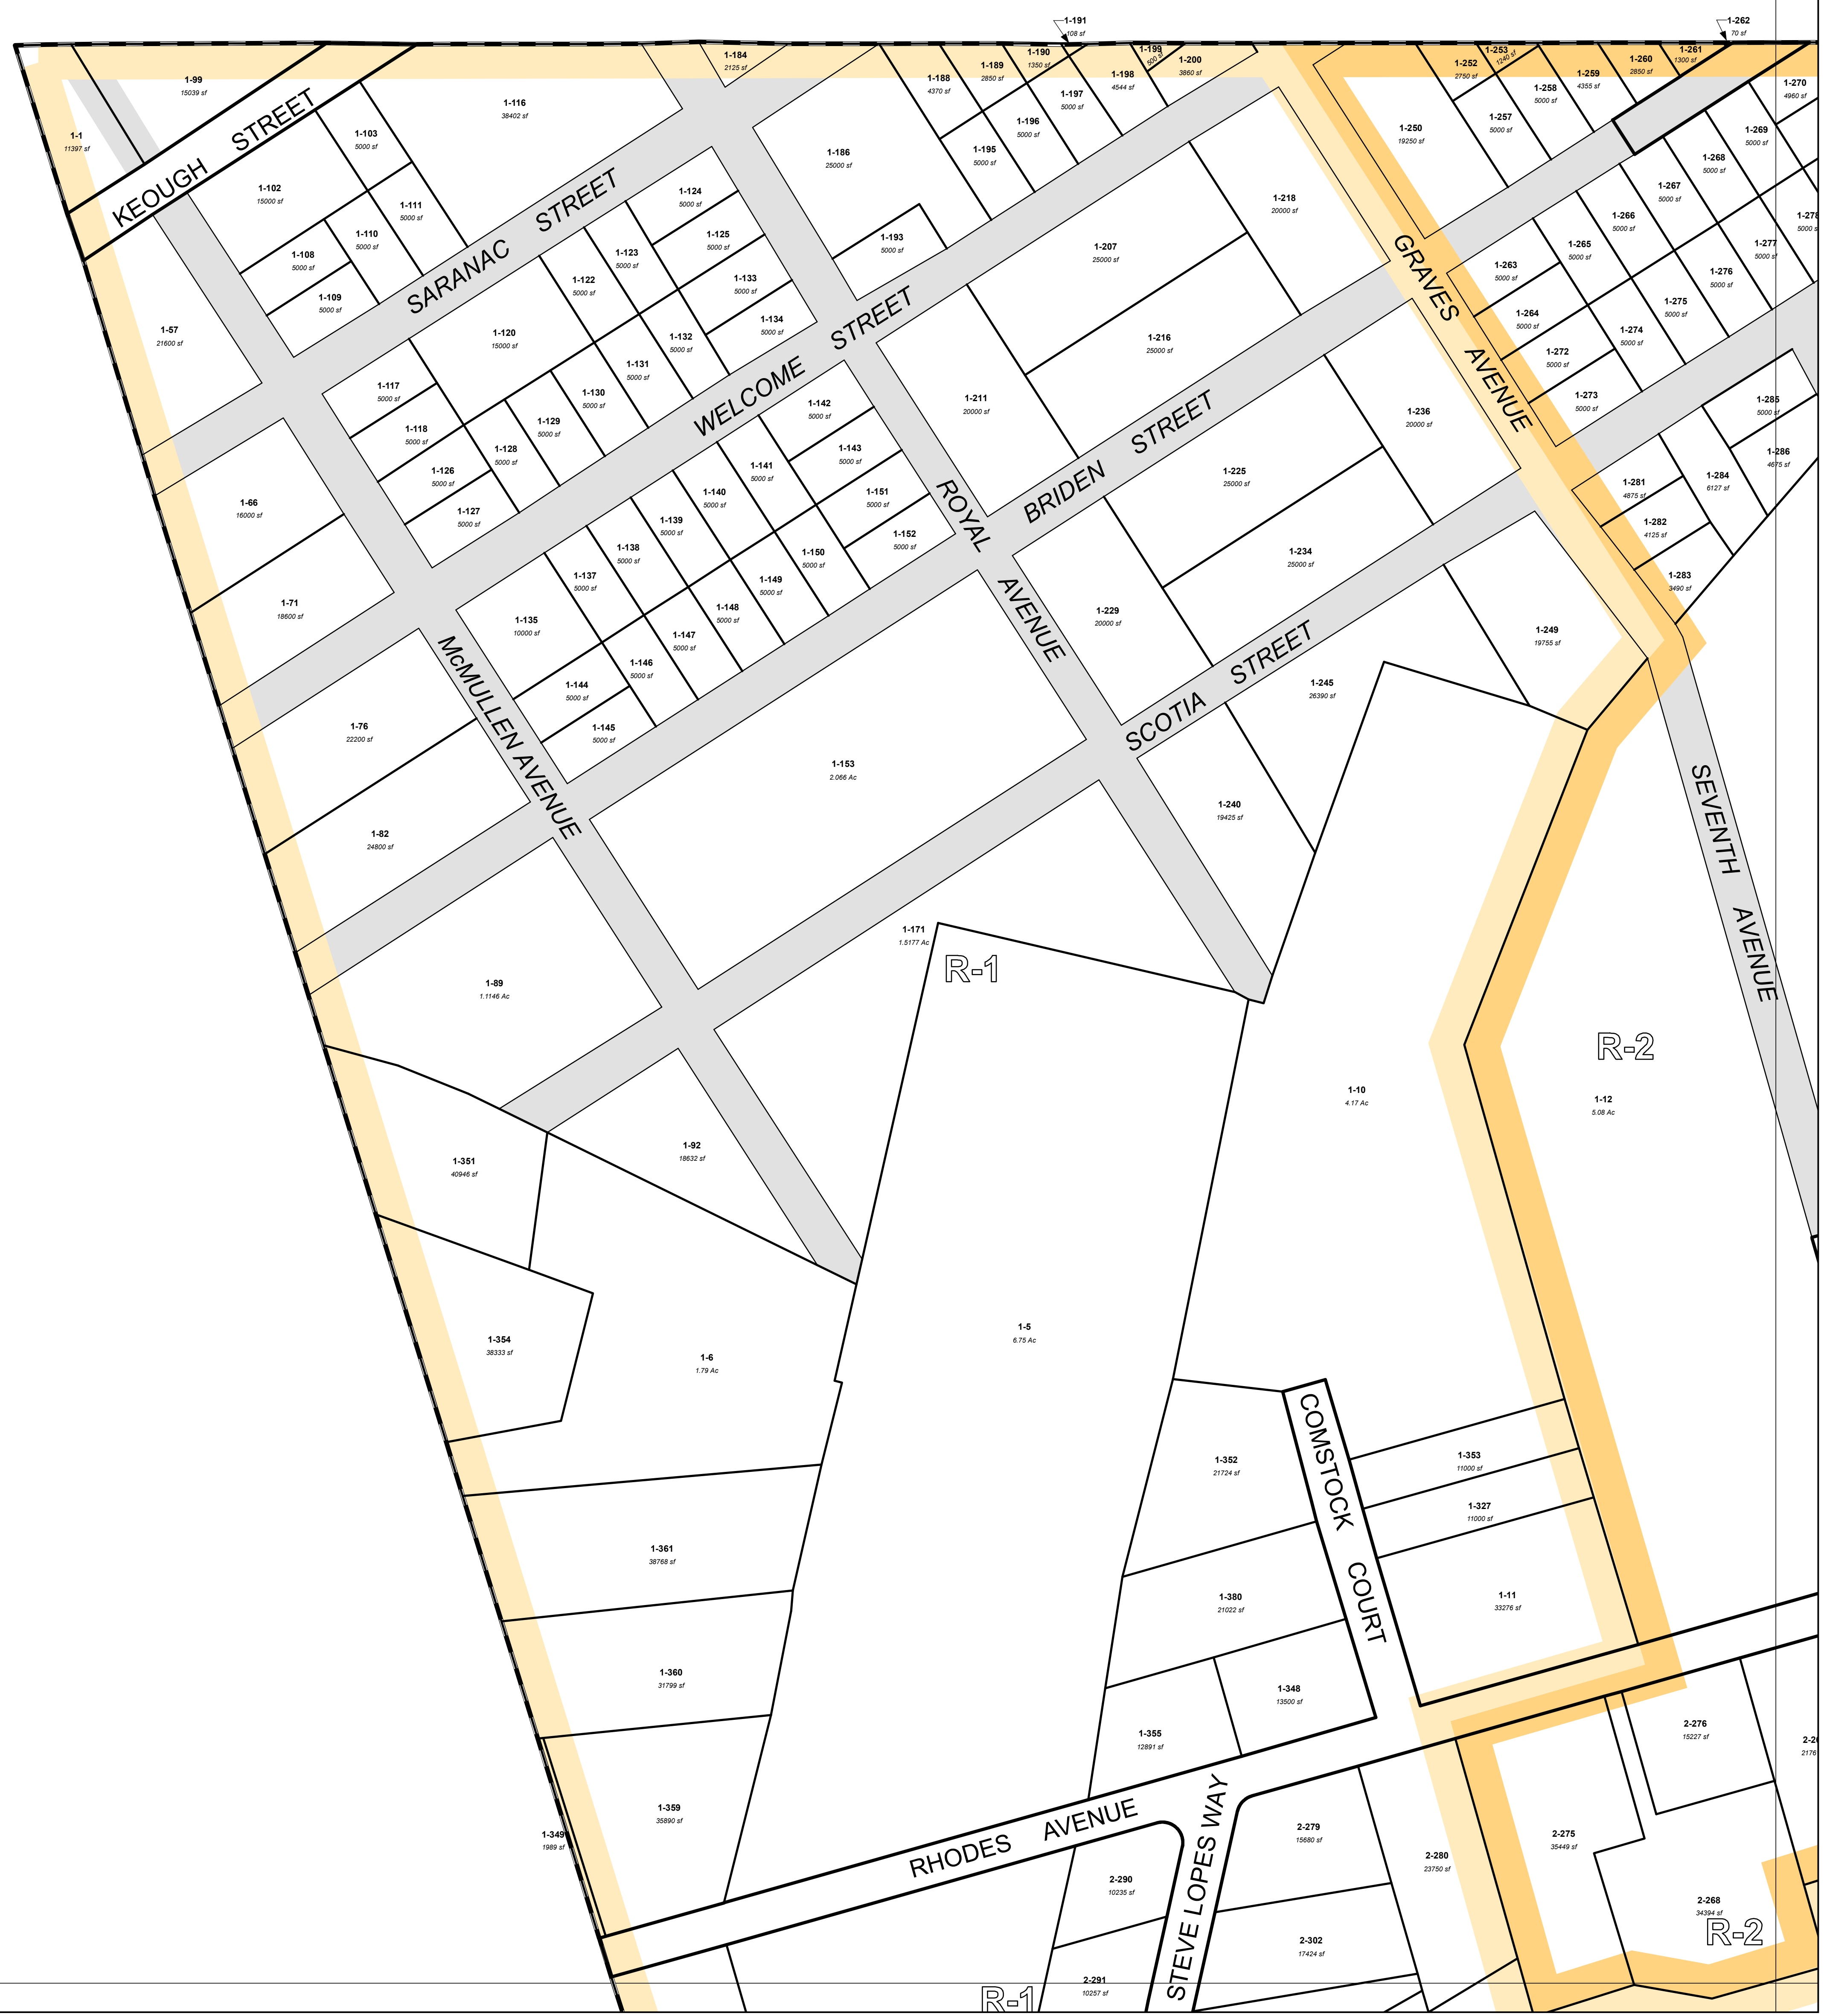 1-191
108 sf
1-262
70 sf
1-184
2125 sf
1-190
1350 sf
1-199
500 sf
1-253
1240 sf
1-261
1300 sf
1-99
15039 sf
1-188
4370 sf
1-189
2850 sf
1-198
4544 sf
1-200
3860 sf
1-252
2750 sf
1-259
4355 sf
1-260
2850 sf
1-270
4960 sf
1-116
38402 sf
1-197
5000 sf
1-258
5000 sf
1-1
11397 sf
KEOUGH STREET
1-103
5000 sf
1-196
5000 sf
1-250
19250 sf
1-257
5000 sf
1-269
5000 sf
1-186
25000 sf
1-195
5000 sf
1-268
5000 sf
1-102
15000 sf
1-124
5000 sf
1-218
20000 sf
1-267
5000 sf
1-111
5000 sf
1-266
5000 sf
1-278
5000 s
1-110
5000 sf
SARANAC STREET
1-125
5000 sf
1-193
5000 sf
1-207
25000 sf
GRAVES AVENUE
1-265
5000 sf
1-277
5000 sf
1-108
5000 sf
1-123
5000 sf
1-263
5000 sf
1-276
5000 sf
1-109
5000 sf
1-122
5000 sf
1-133
5000 sf
1-275
5000 sf
1-57
21600 sf
1-120
15000 sf
1-134
5000 sf
WELCOME STREET
1-264
5000 sf
1-274
5000 sf
1-132
5000 sf
1-216
25000 sf
1-272
5000 sf
1-131
5000 sf
1-273
5000 sf
1-117
5000 sf
1-130
5000 sf
1-142
5000 sf
1-211
20000 sf
1-236
20000 sf
1-285
5000 sf
1-118
5000 sf
1-129
5000 sf
1-143
5000 sf
BRIDEN STREET
1-286
4675 sf
1-128
5000 sf
1-141
5000 sf
1-225
25000 sf
1-284
6127 sf
1-126
5000 sf
1-140
5000 sf
1-151
5000 sf
1-281
4875 sf
1-66
16000 sf
1-127
5000 sf
1-139
5000 sf
ROYAL AVENUE
1-282
4125 sf
1-138
5000 sf
1-152
5000 sf
1-150
5000 sf
1-234
25000 sf
1-137
5000 sf
1-149
5000 sf
1-283
3490 sf
1-71
18600 sf
1-148
5000 sf
1-229
20000 sf
1-135
10000 sf
1-147
5000 sf
1-249
19755 sf
McMULLEN AVENUE
1-146
5000 sf
SCOTIA STREET
1-144
5000 sf
1-245
26390 sf
1-76
22200 sf
1-145
5000 sf
1-153
2.066 Ac
SEVENTH AVENUE
1-240
19425 sf
1-82
24800 sf
1-171
1.5177 Ac
R-1
1-89
1.1146 Ac
R-2
1-10
4.17 Ac
1-12
5.08 Ac
1-92
18632 sf
1-351
40946 sf
1-5
6.75 Ac
1-354
38333 sf
1-6
1.79 Ac
COMSTOCK COURT
1-352
21724 sf
1-353
11000 sf
1-327
11000 sf
1-361
38768 sf
1-380
21022 sf
1-11
33276 sf
1-360
31799 sf
1-348
13500 sf
1-355
12891 sf
2-276
15227 sf
2-2
2176
1-359
35890 sf
1-349
1989 sf
RHODES AVENUE
STEVE LOPES WAY
2-279
15680 sf
2-275
35449 sf
2-280
23750 sf
2-290
10235 sf
2-268
34394 sf
R-2
2-302
17424 sf
2-291
10257 sf
R-1